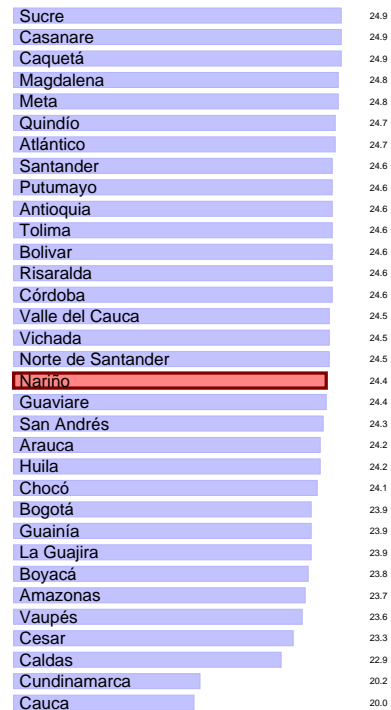 Sucre 24.9
Casanare 24.9
Caquetá 24.9
Magdalena 24.8
Meta 24.8
Quindío 24.7
Atlántico 24.7
Santander 24.6
Putumayo 24.6
Antioquia 24.6
Tolima 24.6
Bolivar 24.6
Risaralda 24.6
Córdoba 24.6
Valle del Cauca 24.5
Vichada 24.5
Norte de Santander 24.5
Nariño 24.4
Guaviare 24.4
San Andrés 24.3
Arauca 24.2
Huila 24.2
Chocó 24.1
Bogotá 23.9
Guainía 23.9
La Guajira 23.9
Boyacá 23.8
Amazonas 23.7
Vaupés 23.6
Cesar 23.3
Caldas 22.9
Cundinamarca 20.2
Cauca 20.0